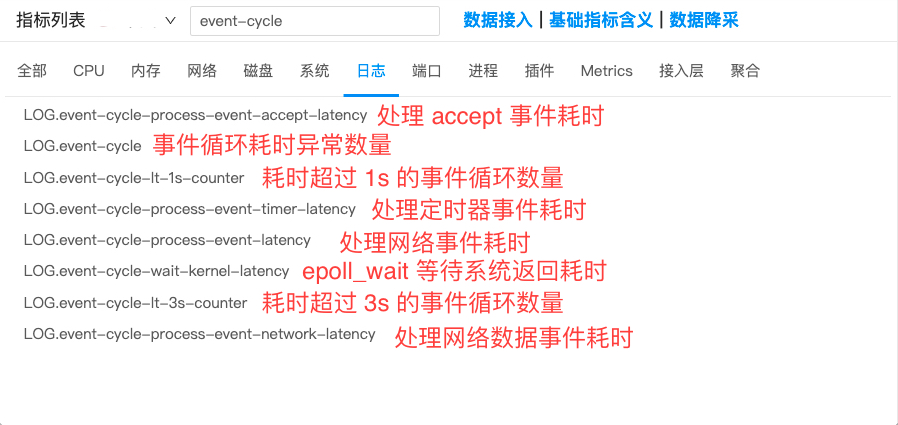 指标列表 event-cycle 数据接入 | 基础指标含义 | 数据降采
全部 CPU 内存 网络 磁盘 系统 日志 端口 进程 插件 Metrics 接入层 聚合
LOG.event-cycle-process-event-accept-latency 处理 accept 事件耗时
LOG.event-cycle 事件循环耗时异常数量
LOG.event-cycle-lt-1s-counter 耗时超过 1s 的事件循环数量
LOG.event-cycle-process-event-timer-latency 处理定时器事件耗时
LOG.event-cycle-process-event-latency 处理网络事件耗时
LOG.event-cycle-wait-kernel-latency epoll_wait 等待系统返回耗时
LOG.event-cycle-lt-3s-counter 耗时超过 3s 的事件循环数量
LOG.event-cycle-process-event-network-latency 处理网络数据事件耗时